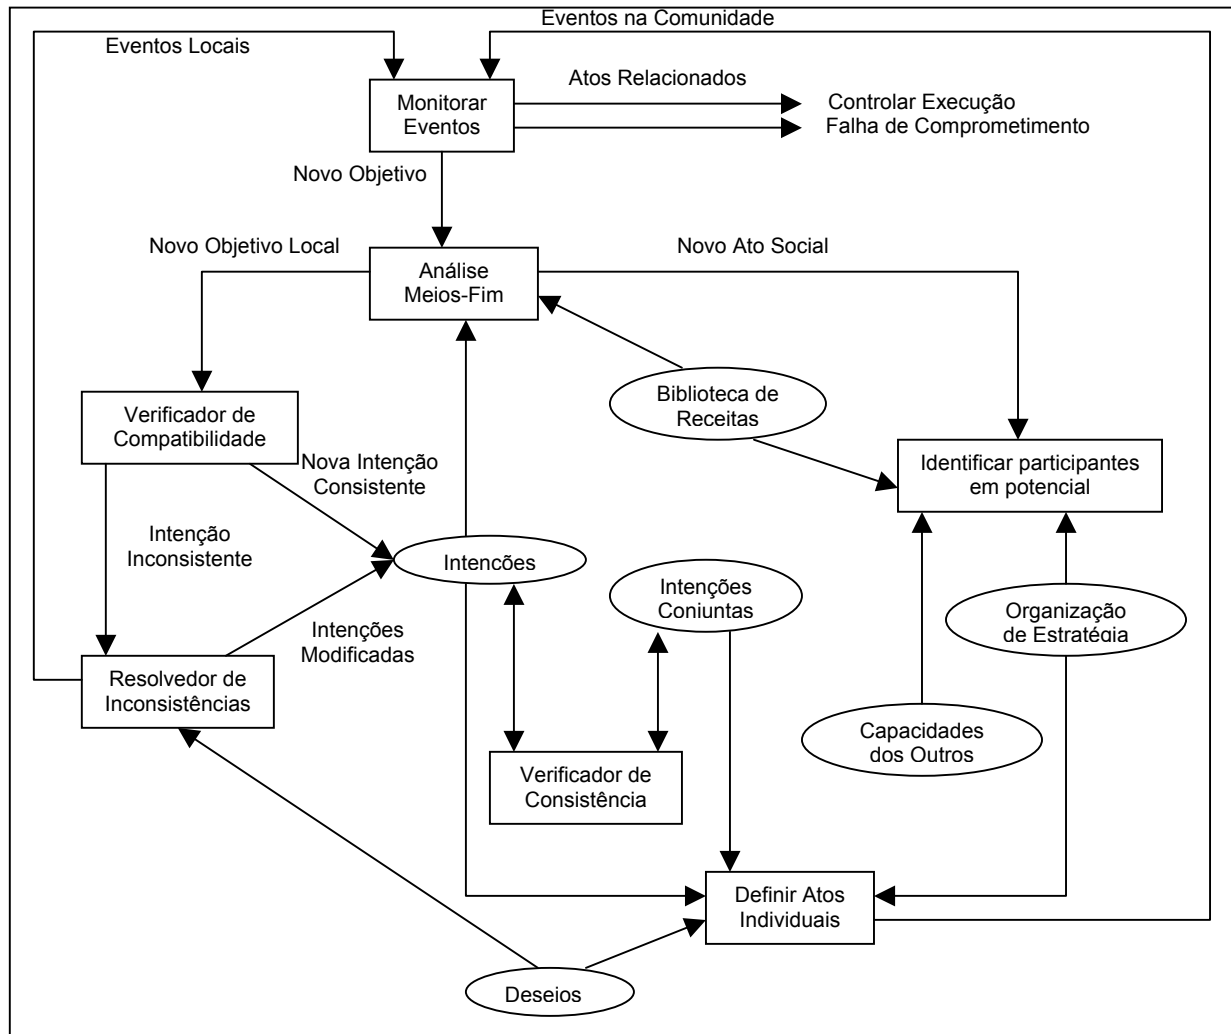 Eventos na Comunidade
Eventos Locais
Atos Relacionados
Monitorar
Eventos
Controlar Execução
Falha de Comprometimento
Novo Objetivo
Novo Objetivo Local
Novo Ato Social
Análise
Meios-Fim
Biblioteca de
Receitas
Verificador de
Compatibilidade
Nova Intenção
Consistente
Identificar participantes
em potencial
Intenção
Inconsistente
Intencões
Intenções
Coniuntas
Organização
de Estratégia
Intenções
Modificadas
Resolvedor de
Inconsistências
Capacidades
dos Outros
Verificador de
Consistência
Definir Atos
Individuais
Deseios